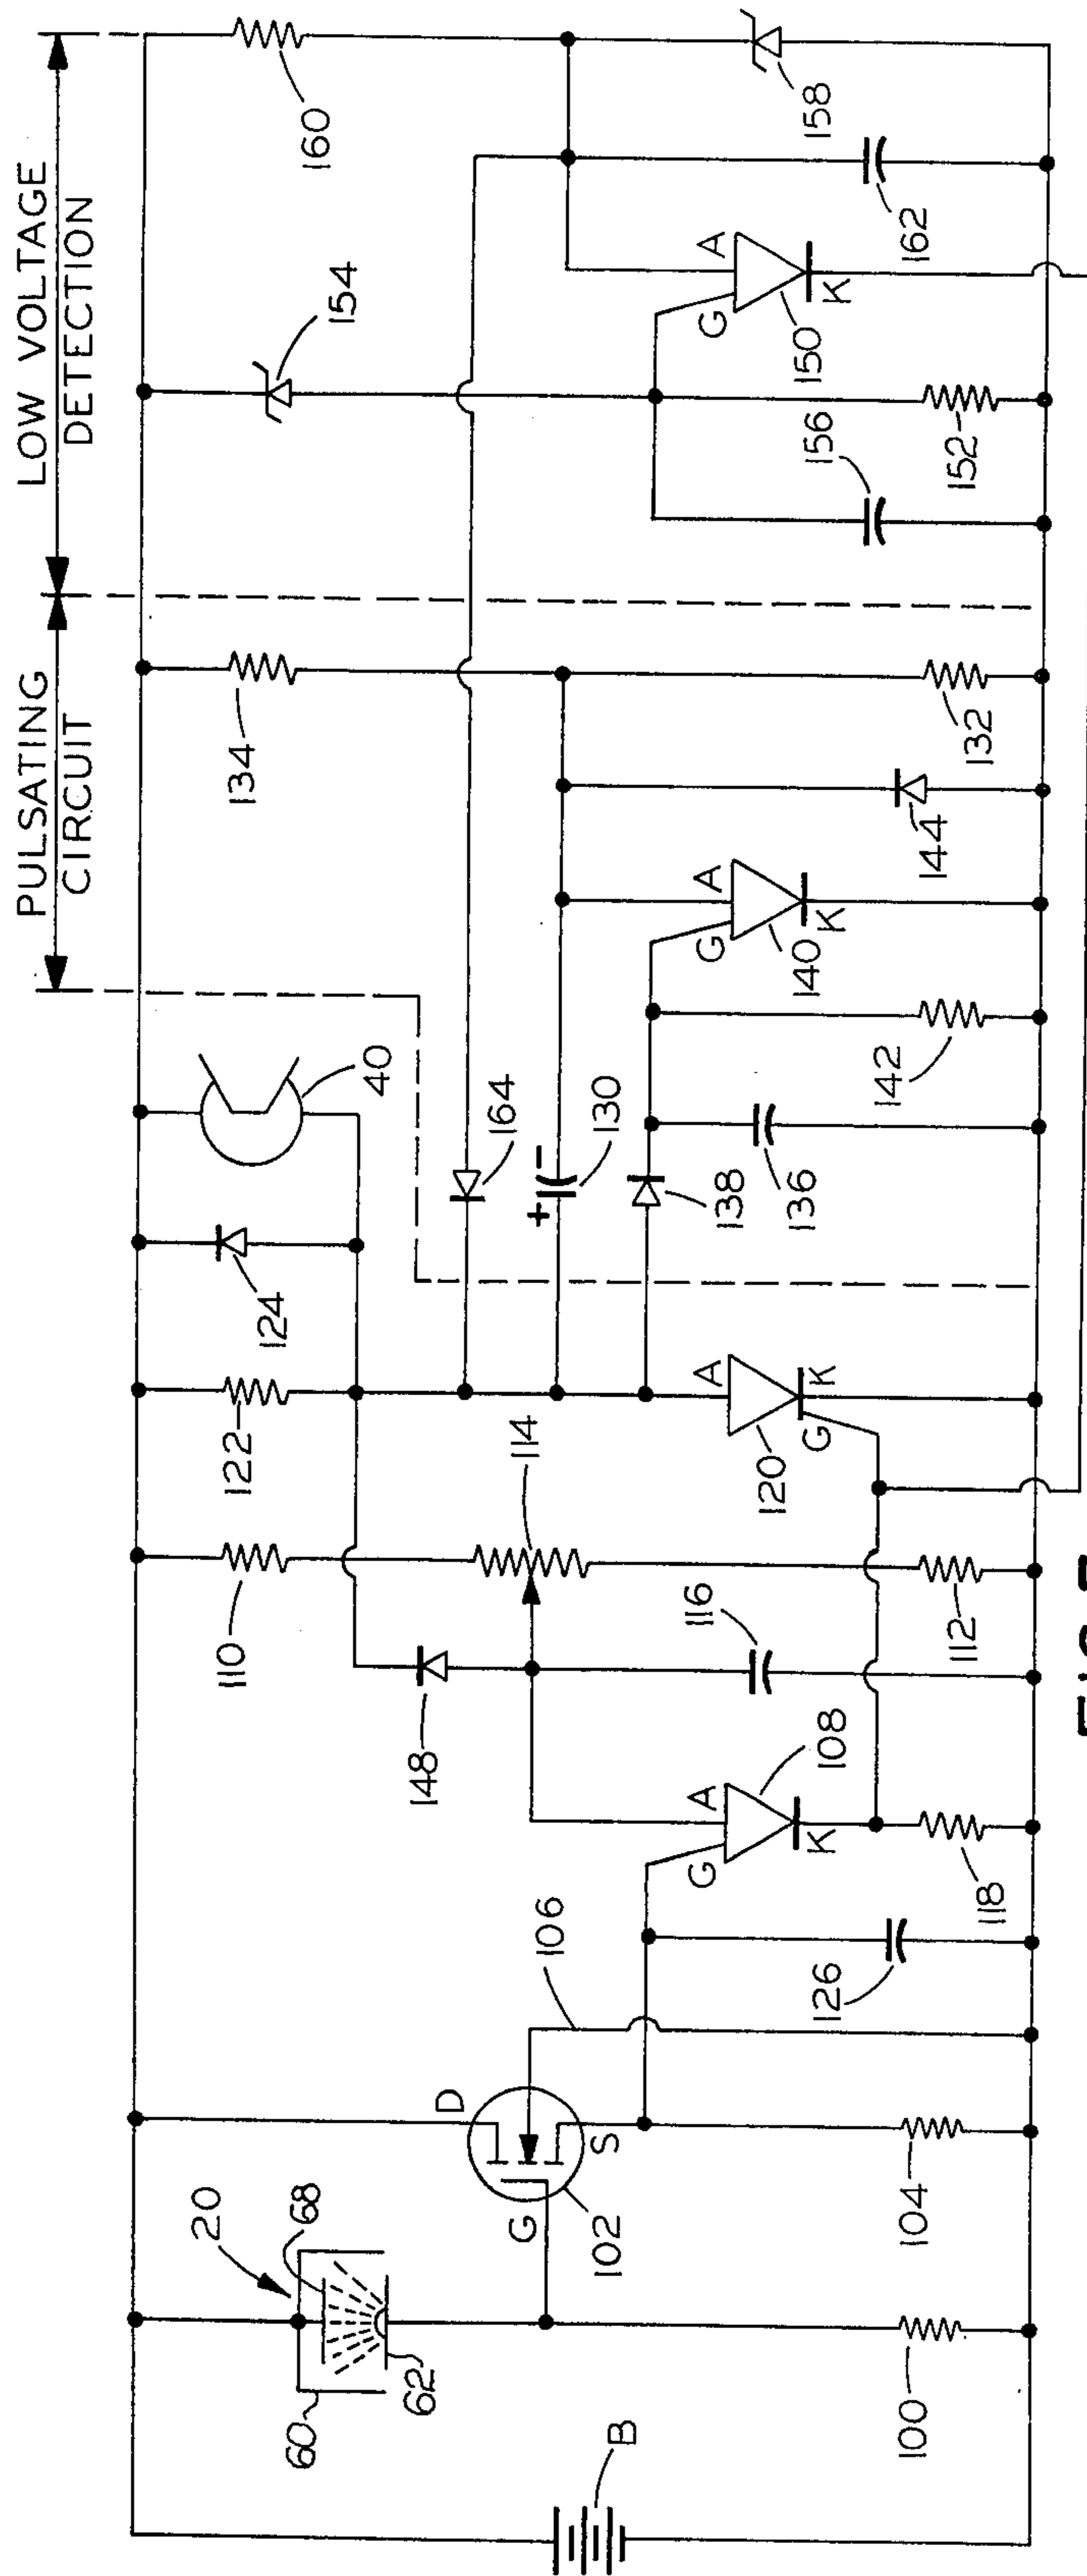 PULSATING
CIRCUIT
LOW VOLTAGE
DETECTION
20
68
60
62
B
100
G
D
S
102
104
106
126
G
A
K
108
118
148
116
110
114
112
122
124
40
A
K
G
120
164
130
+
−
138
136
142
G
A
K
140
144
134
132
154
156
152
G
A
K
150
162
160
158